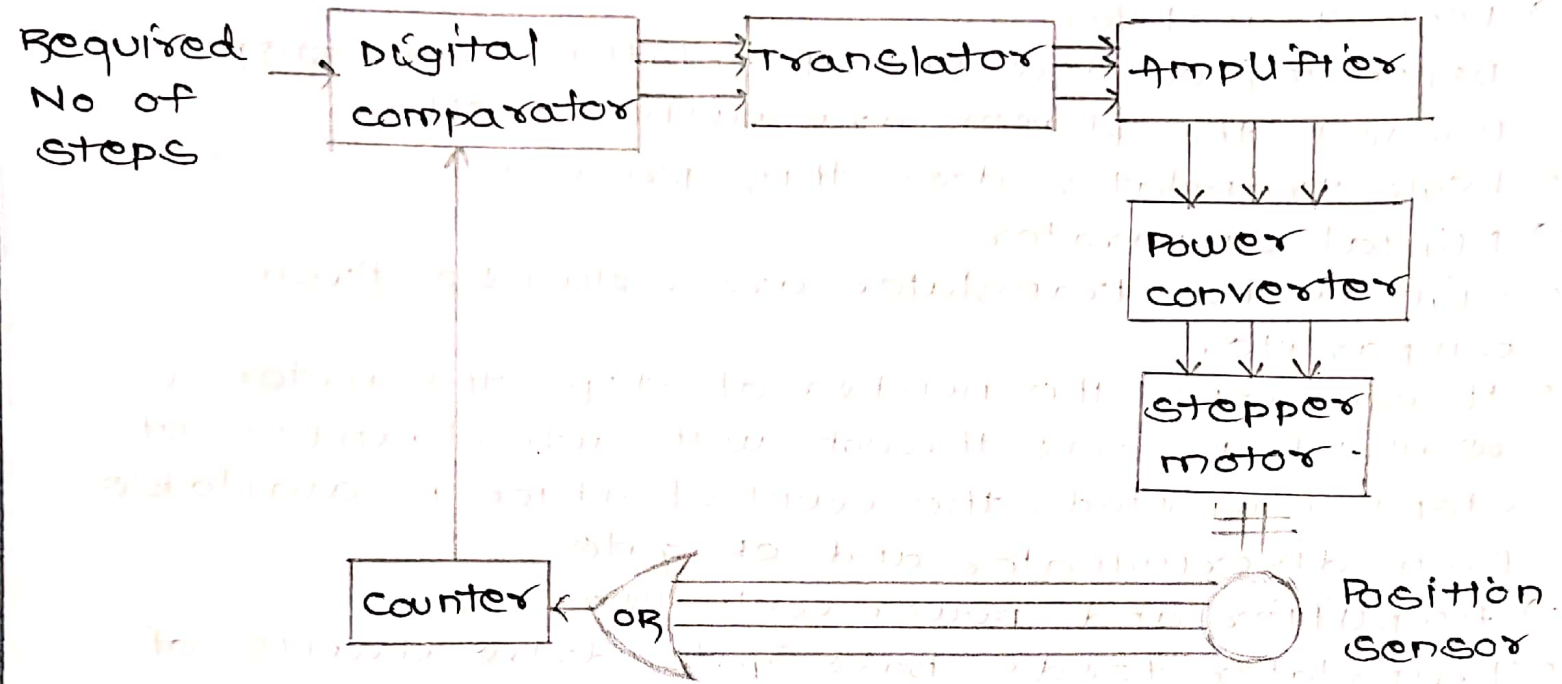 Required
No of
steps
Digital
comparator
Translator
Amplifier
Power
converter
stepper
motor
counter
OR
Position
sensor